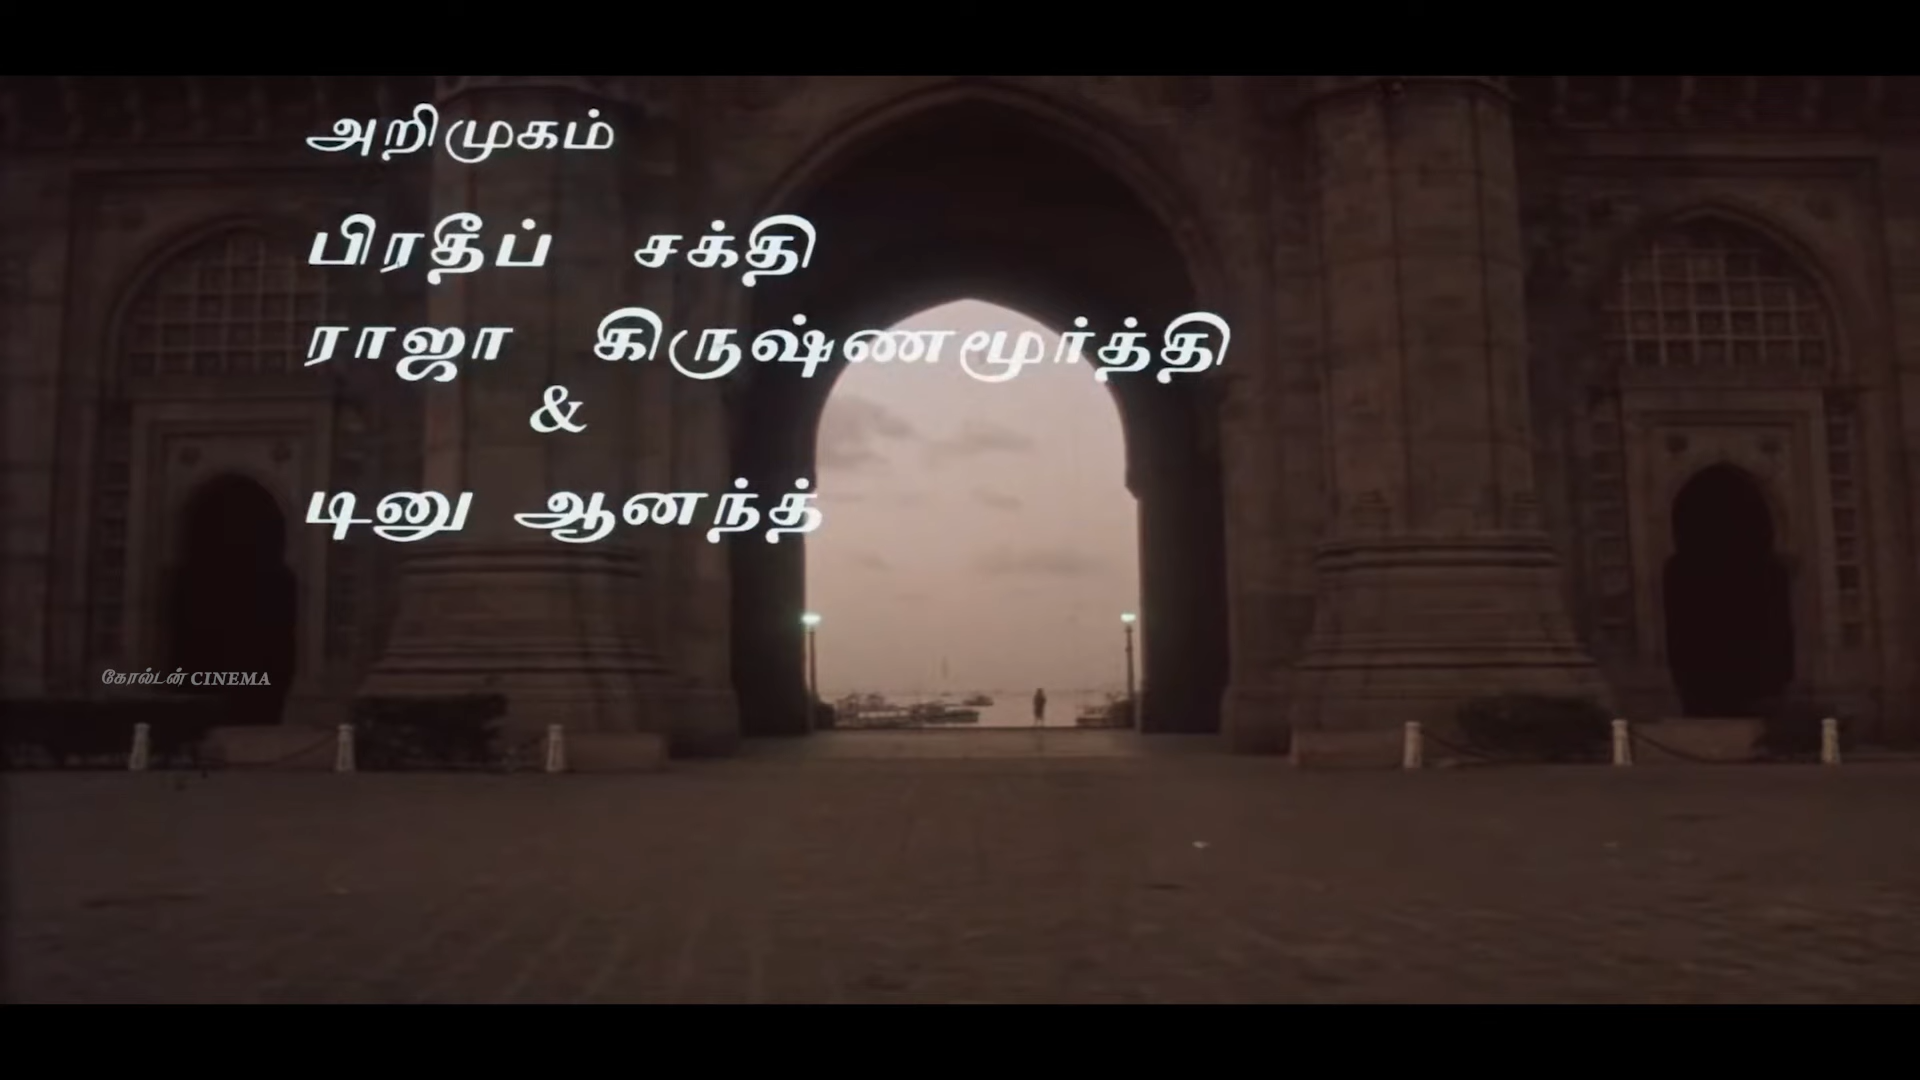 அறிமுகம்
பிரதீப் சக்தி
ராஜா கிருஷ்ணமூர்த்தி
&
டினு ஆனந்த்
கோல்டன் CINEMA